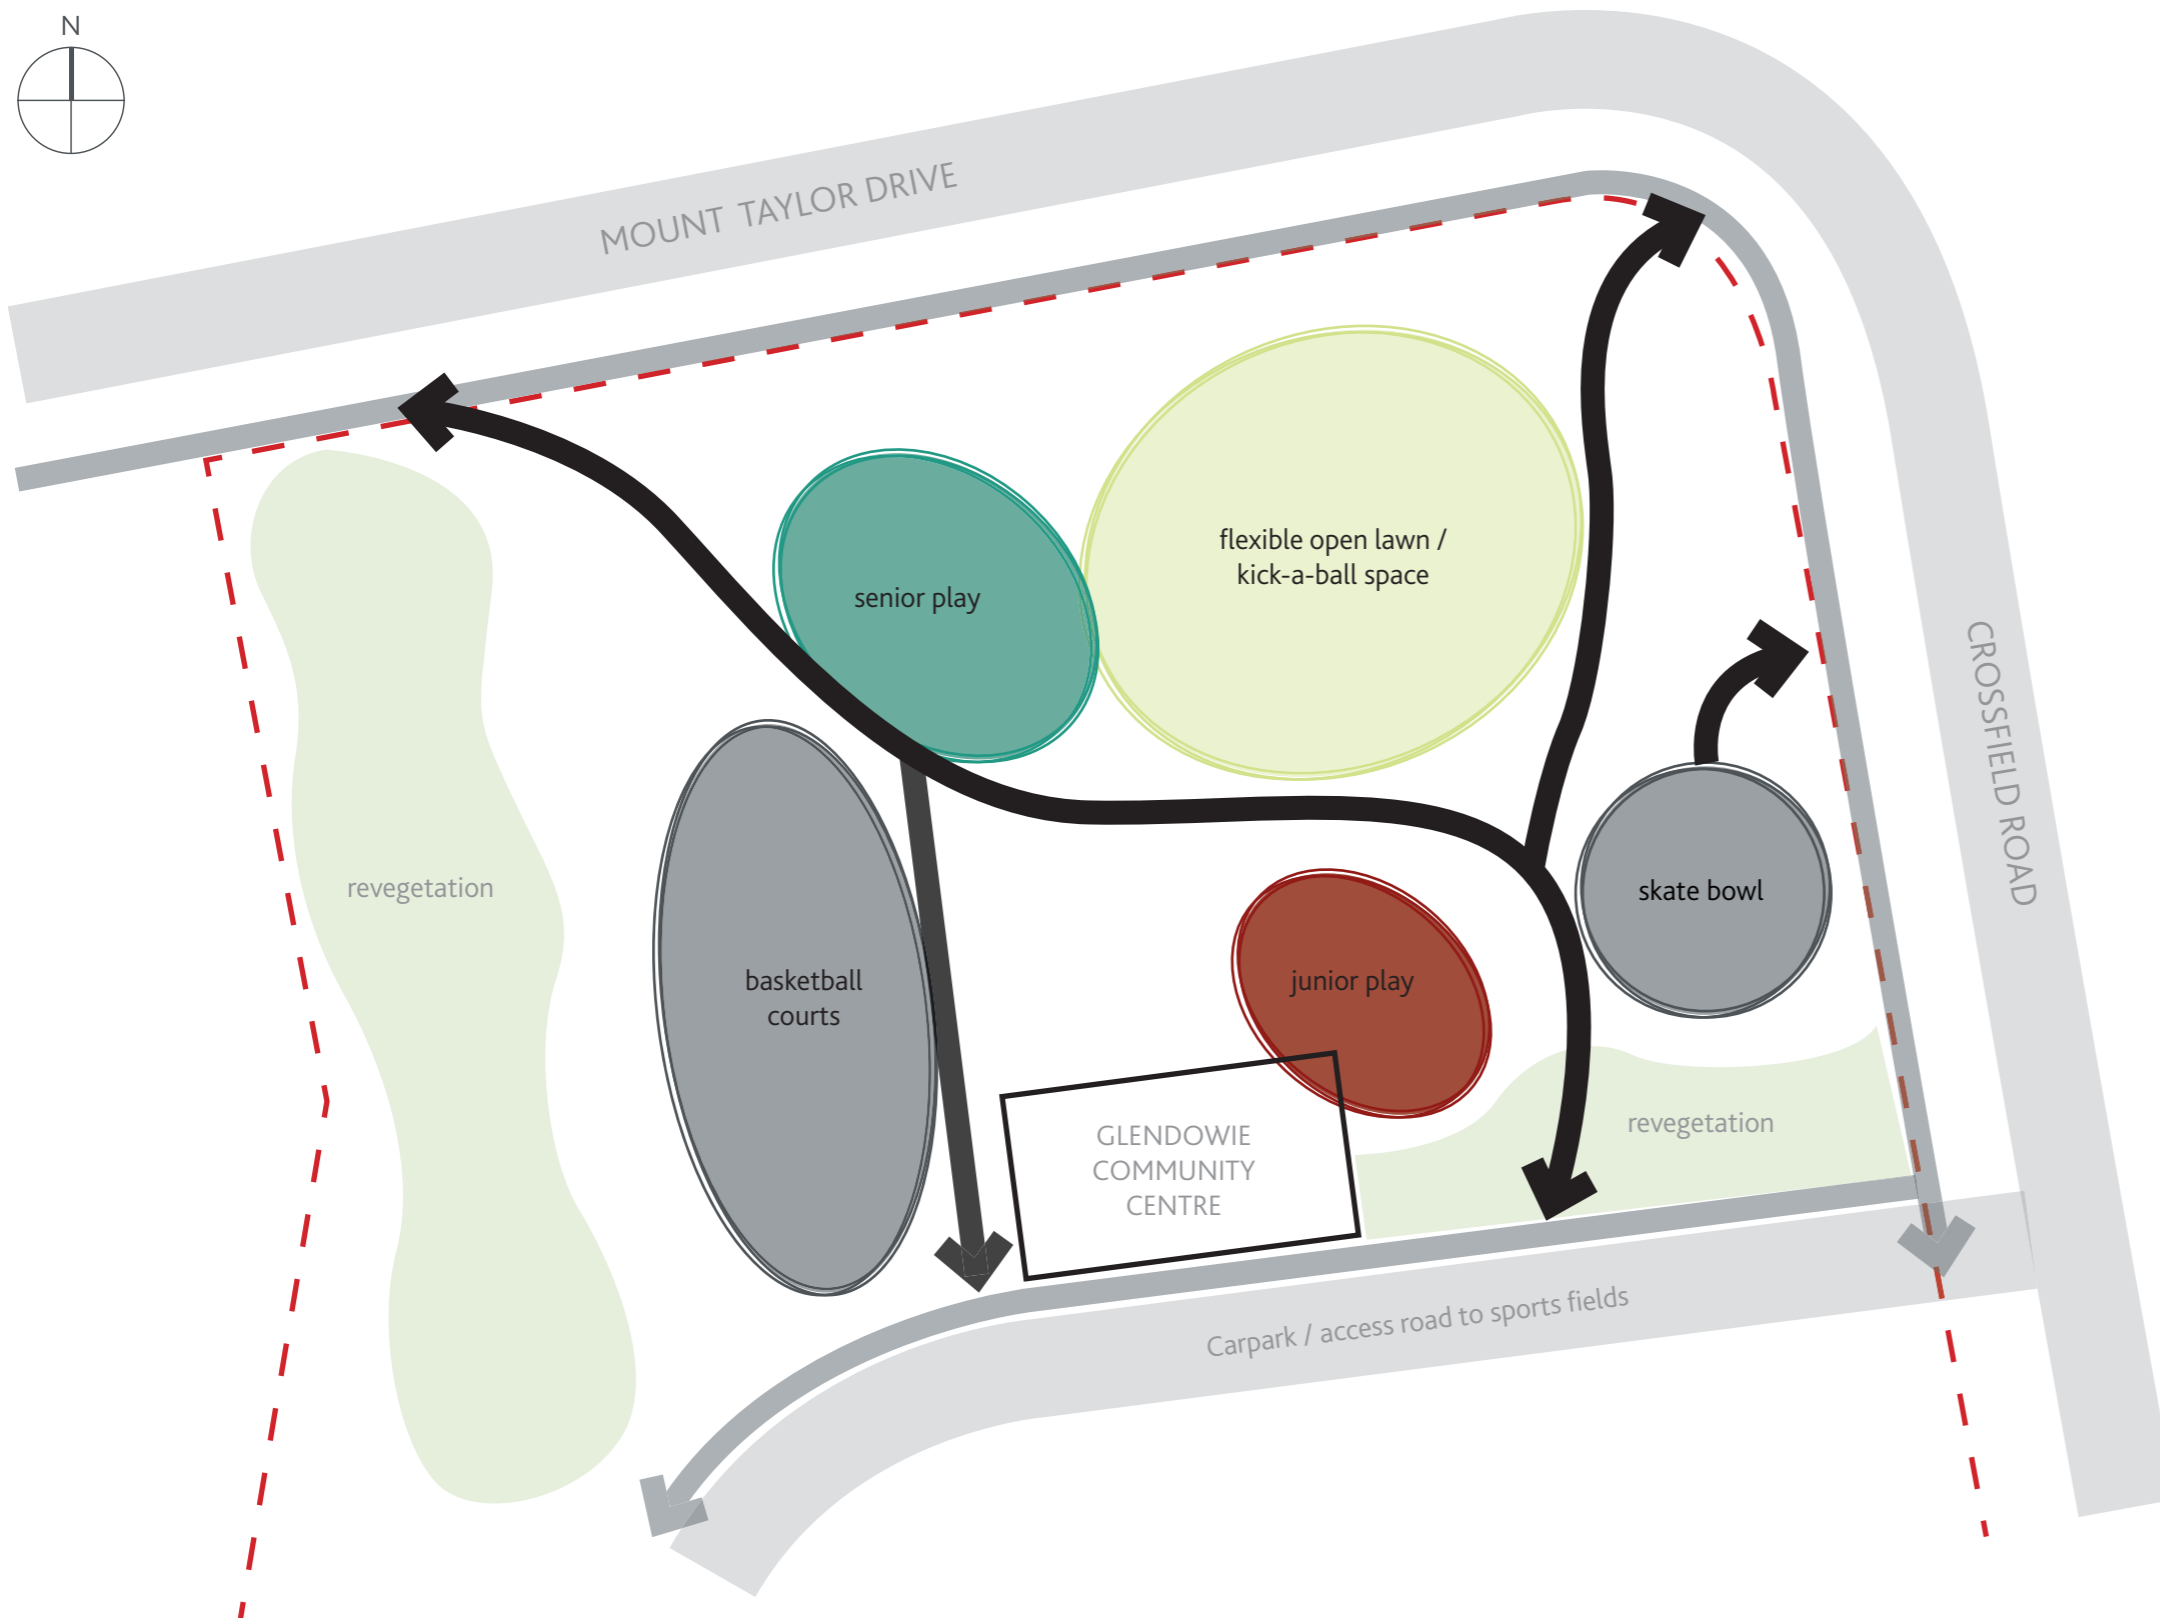 N
MOUNT TAYLOR DRIVE
flexible open lawn /
kick-a-ball space
senior play
CROSSFIELD ROAD
revegetation
skate bowl
basketball
courts
junior play
revegetation
GLENDOWIE
COMMUNITY
CENTRE
Carpark / access road to sports fields